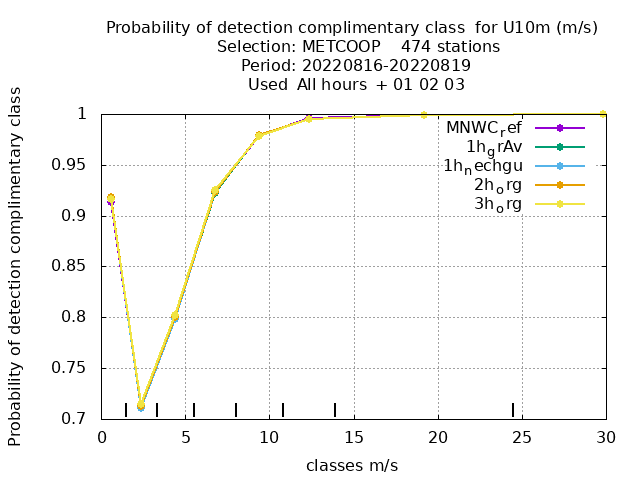 Probability of detection complimentary class  for U10m (m/s)
Selection: METCOOP    474 stations
Period: 20220816-20220819
Used  All hours  + 01 02 03
Probability of detection complimentary class
1
0.95
0.9
0.85
0.8
0.75
0.7
MNWC_ref
1h_grAv
1h_nechgu
2h_org
3h_org
0 5 10 15 20 25 30
classes m/s